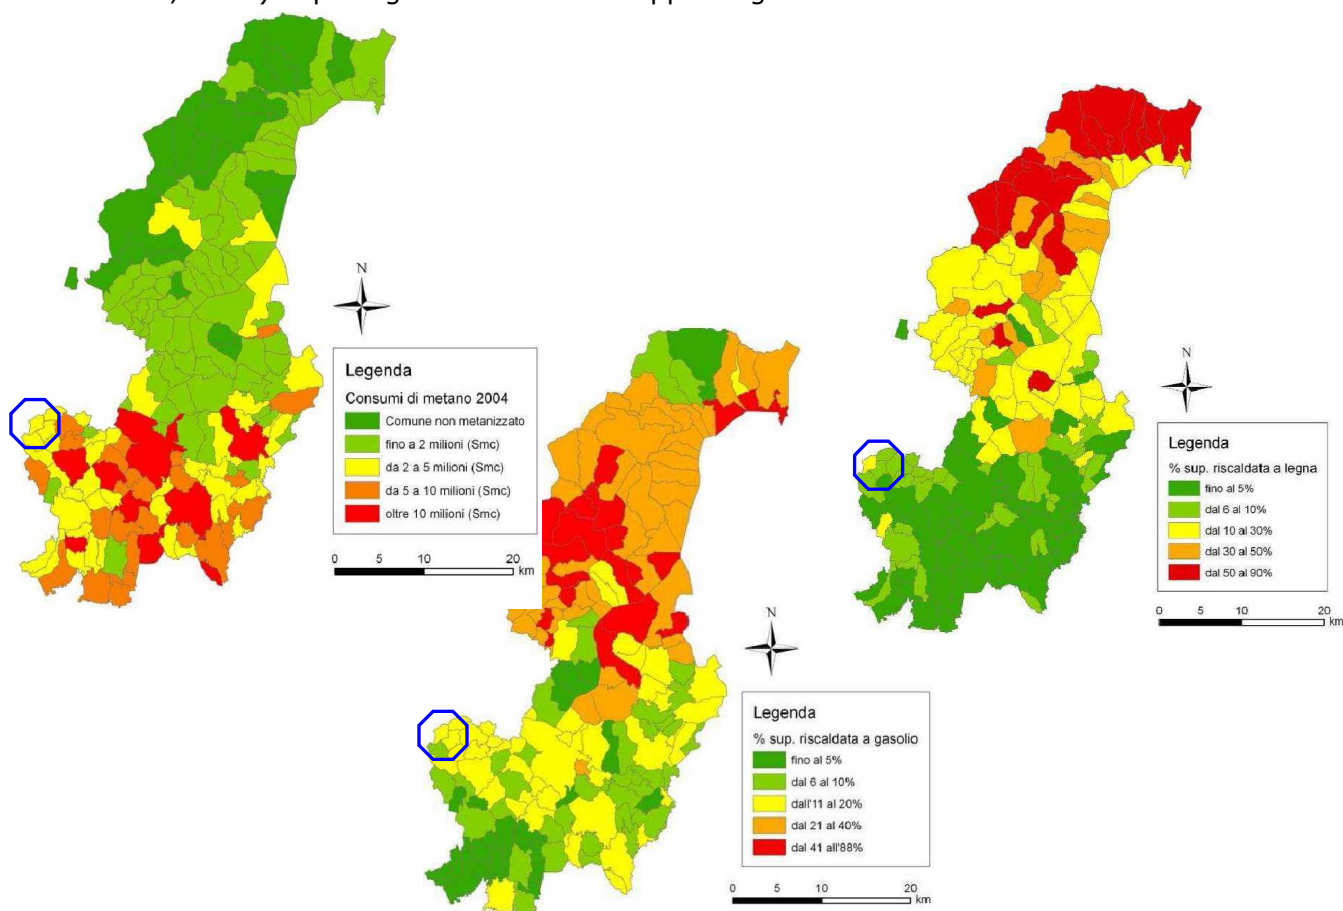 N
Legenda
Consumi di metano 2004
Comune non metanizzato
fino a 2 milioni (Smc)
da 2 a 5 milioni (Smc)
da 5 a 10 milioni (Smc)
oltre 10 milioni (Smc)
0 10 20
km
N
Legenda
% sup. riscaldata a gasolio
fino al 5%
dal 6 al 10%
dall'11 al 20%
dal 21 al 40%
dal 41 all'88%
0 5 10 20
km
N
Legenda
% sup. riscaldata a legna
fino al 5%
dal 6 al 10%
dal 10 al 30%
dal 30 al 50%
dal 50 al 90%
0 5 10 20
km